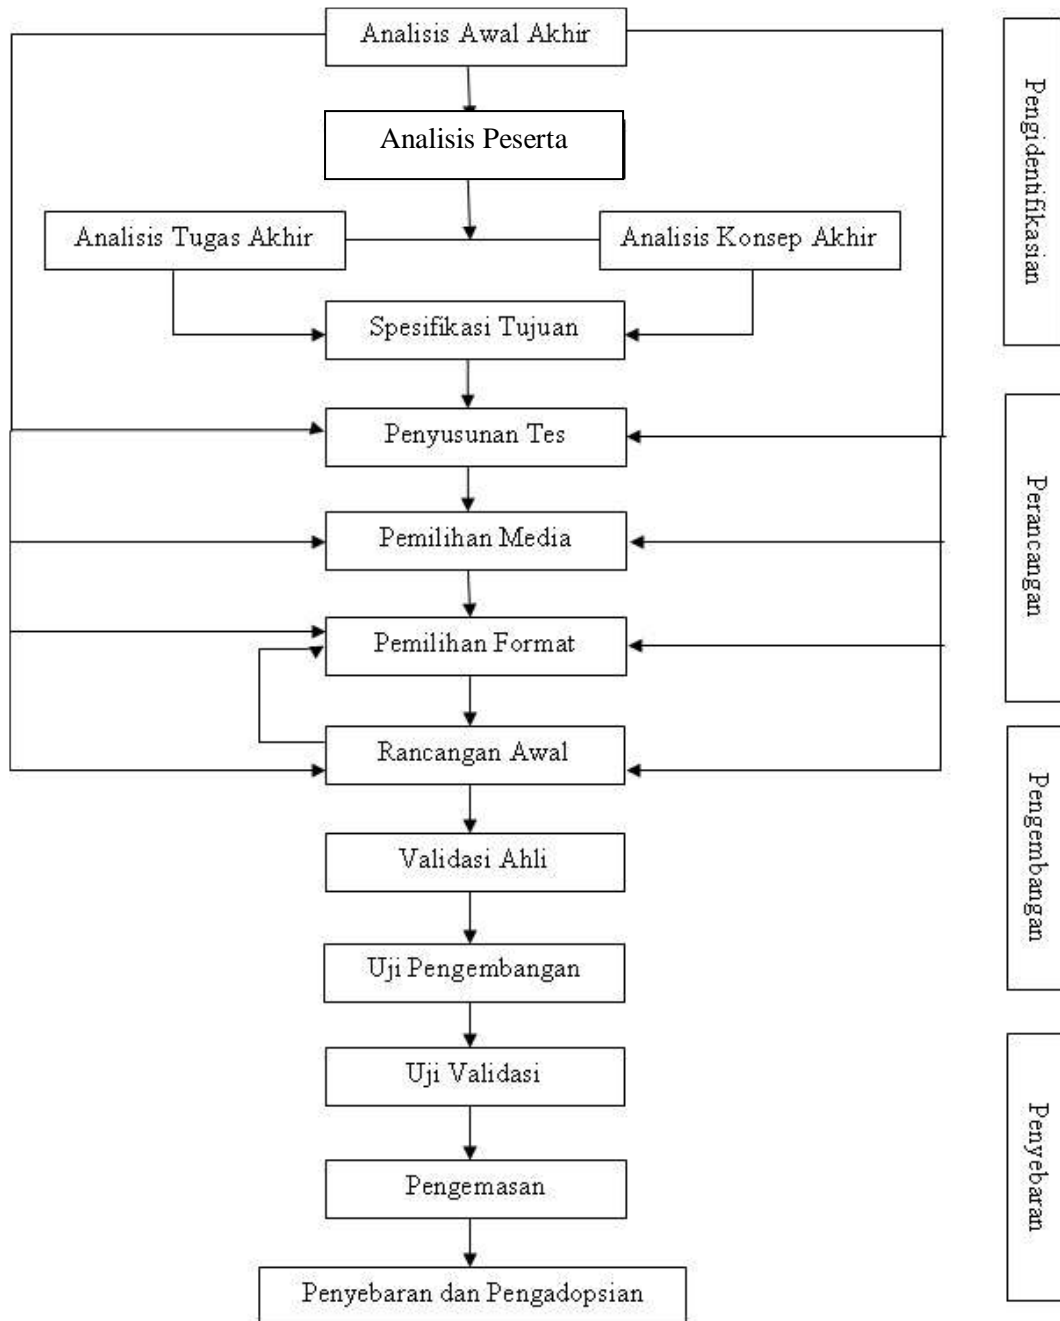 Analisis Awal Akhir
Analisis Peserta
Analisis Tugas Akhir
Analisis Konsep Akhir
Spesifikasi Tujuan
Penyusunan Tes
Pemilihan Media
Pemilihan Format
Rancangan Awal
Validasi Ahli
Uji Pengembangan
Uji Validasi
Pengemasan
Penyebaran dan Pengadopsian
Pengidentifikasian
Perancangan
Pengembangan
Penyebaran